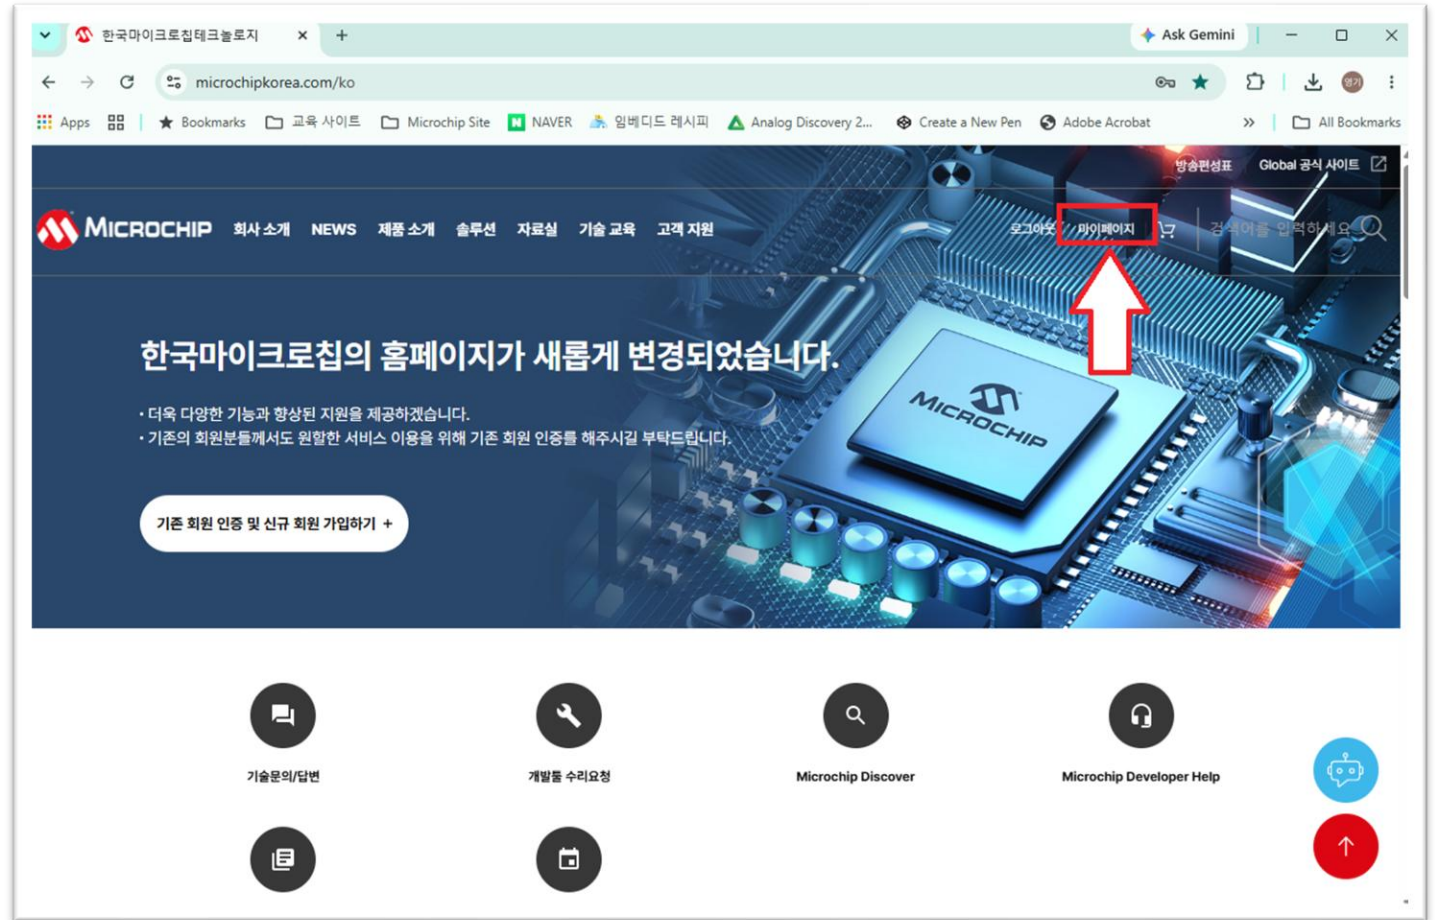 한국마이크로칩테크놀로지
Ask Gemini
microchipkorea.com/ko
영기
Apps Bookmarks 교육 사이트 Microchip Site NAVER 임베디드 레시피 Analog Discovery 2... Create a New Pen Adobe Acrobat All Bookmarks
방송편성표 Global 공식 사이트
MICROCHIP 회사 소개 NEWS 제품 소개 솔루션 자료실 기술 교육 고객 지원 로그아웃 마이페이지 검색어를 입력하세요
한국마이크로칩의 홈페이지가 새롭게 변경되었습니다.
• 더욱 다양한 기능과 향상된 지원을 제공하겠습니다.
• 기존의 회원분들께서도 원할한 서비스 이용을 위해 기존 회원 인증를 해주시길 부탁드립니다.
MICROCHIP
기존 회원 인증 및 신규 회원 가입하기 +
기술문의/답변 개발툴 수리요청 Microchip Discover Microchip Developer Help